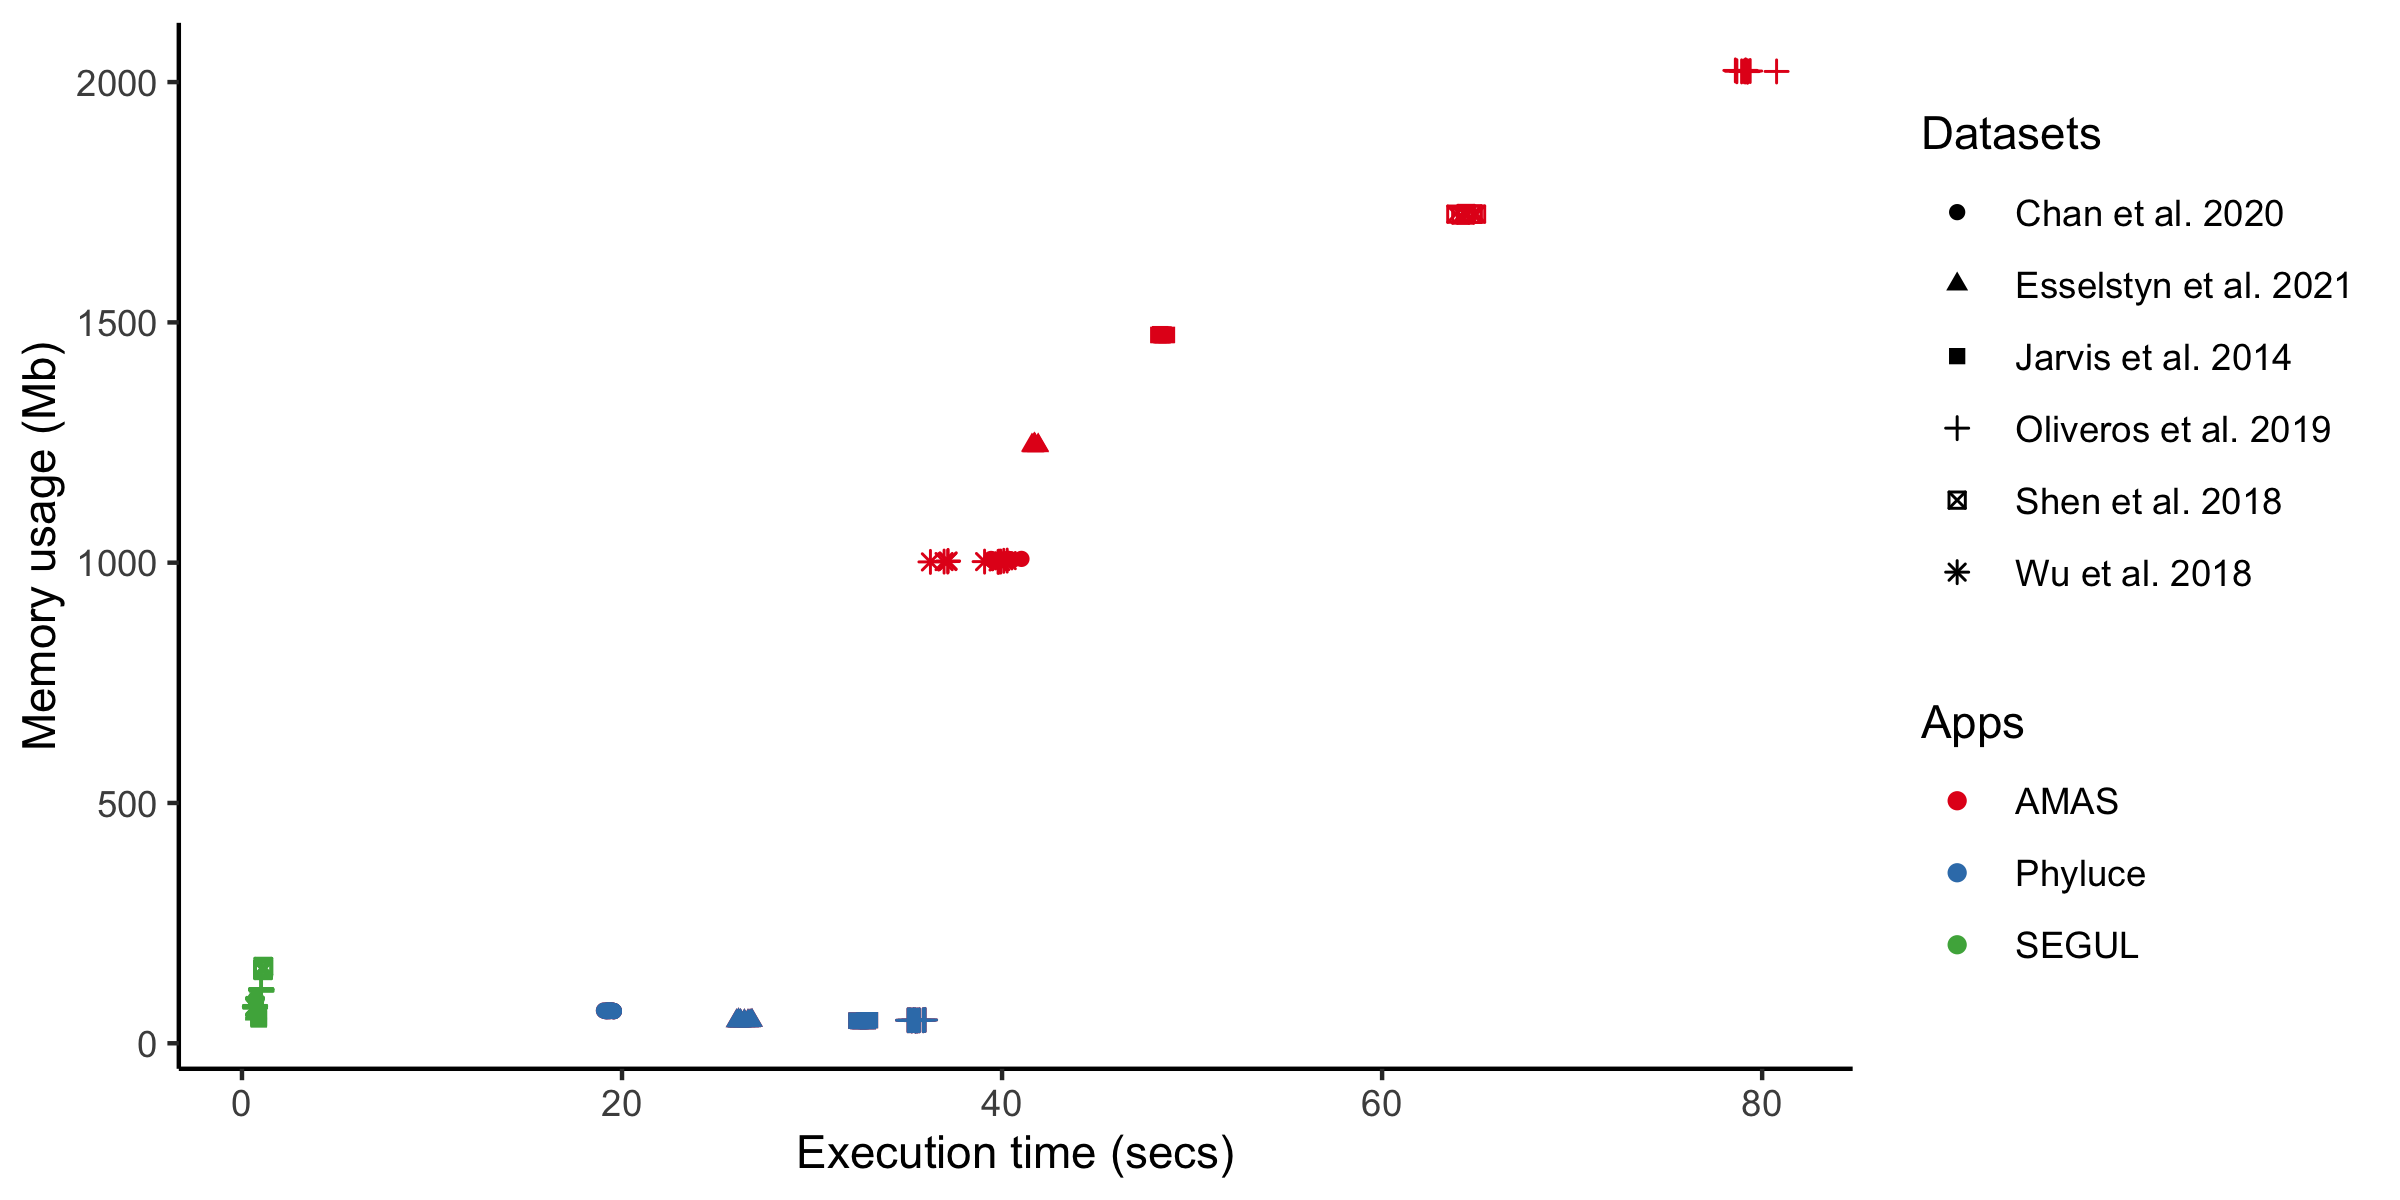 Memory usage (Mb)
2000
1500
1000
500
0
0 20 40 60 80
Execution time (secs)
Datasets
Chan et al. 2020
Esselstyn et al. 2021
Jarvis et al. 2014
Oliveros et al. 2019
Shen et al. 2018
Wu et al. 2018
Apps
AMAS
Phyluce
SEGUL